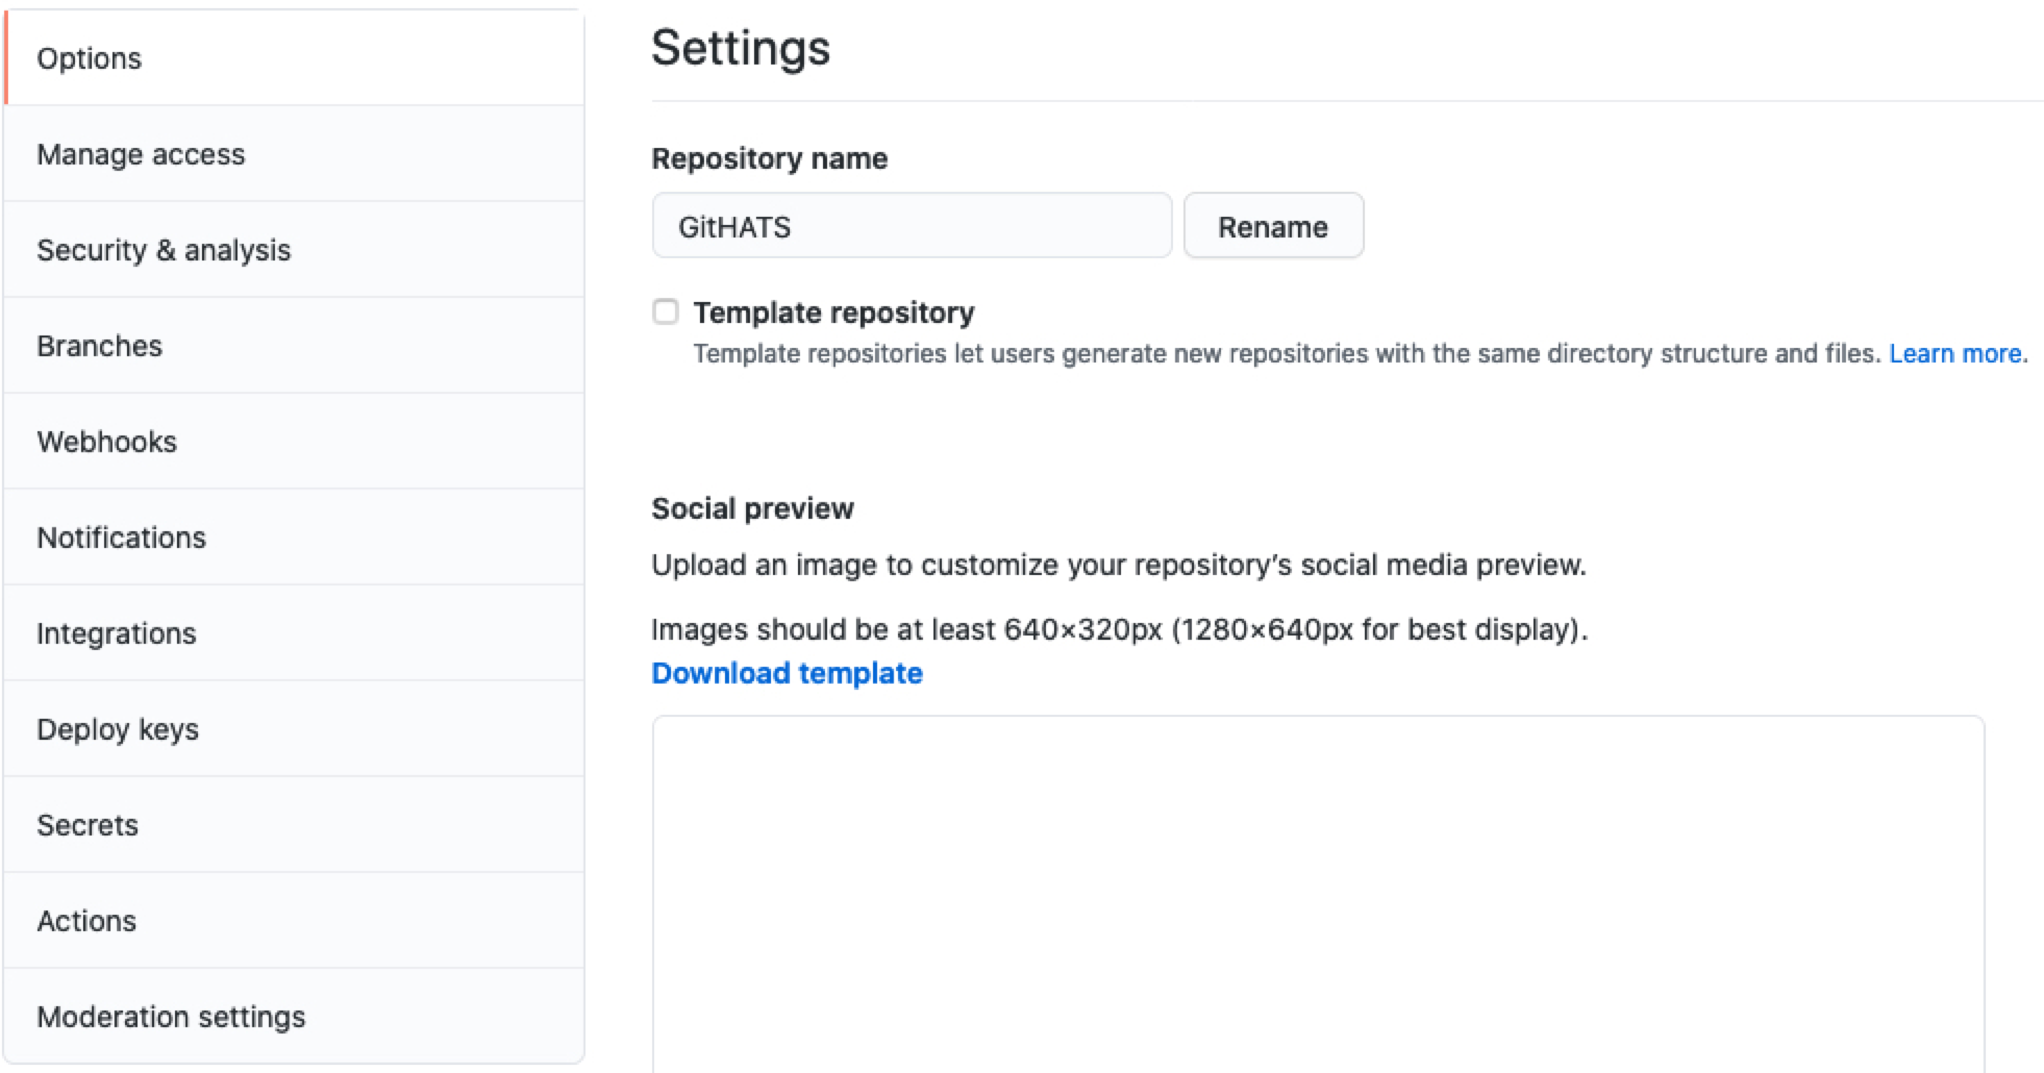 Options
Manage access
Security & analysis
Branches
Webhooks
Notifications
Integrations
Deploy keys
Secrets
Actions
Moderation settings
Settings
Repository name
GitHATS
Rename
Template repository
Template repositories let users generate new repositories with the same directory structure and files. Learn more.
Social preview
Upload an image to customize your repository’s social media preview.
Images should be at least 640×320px (1280×640px for best display).
Download template